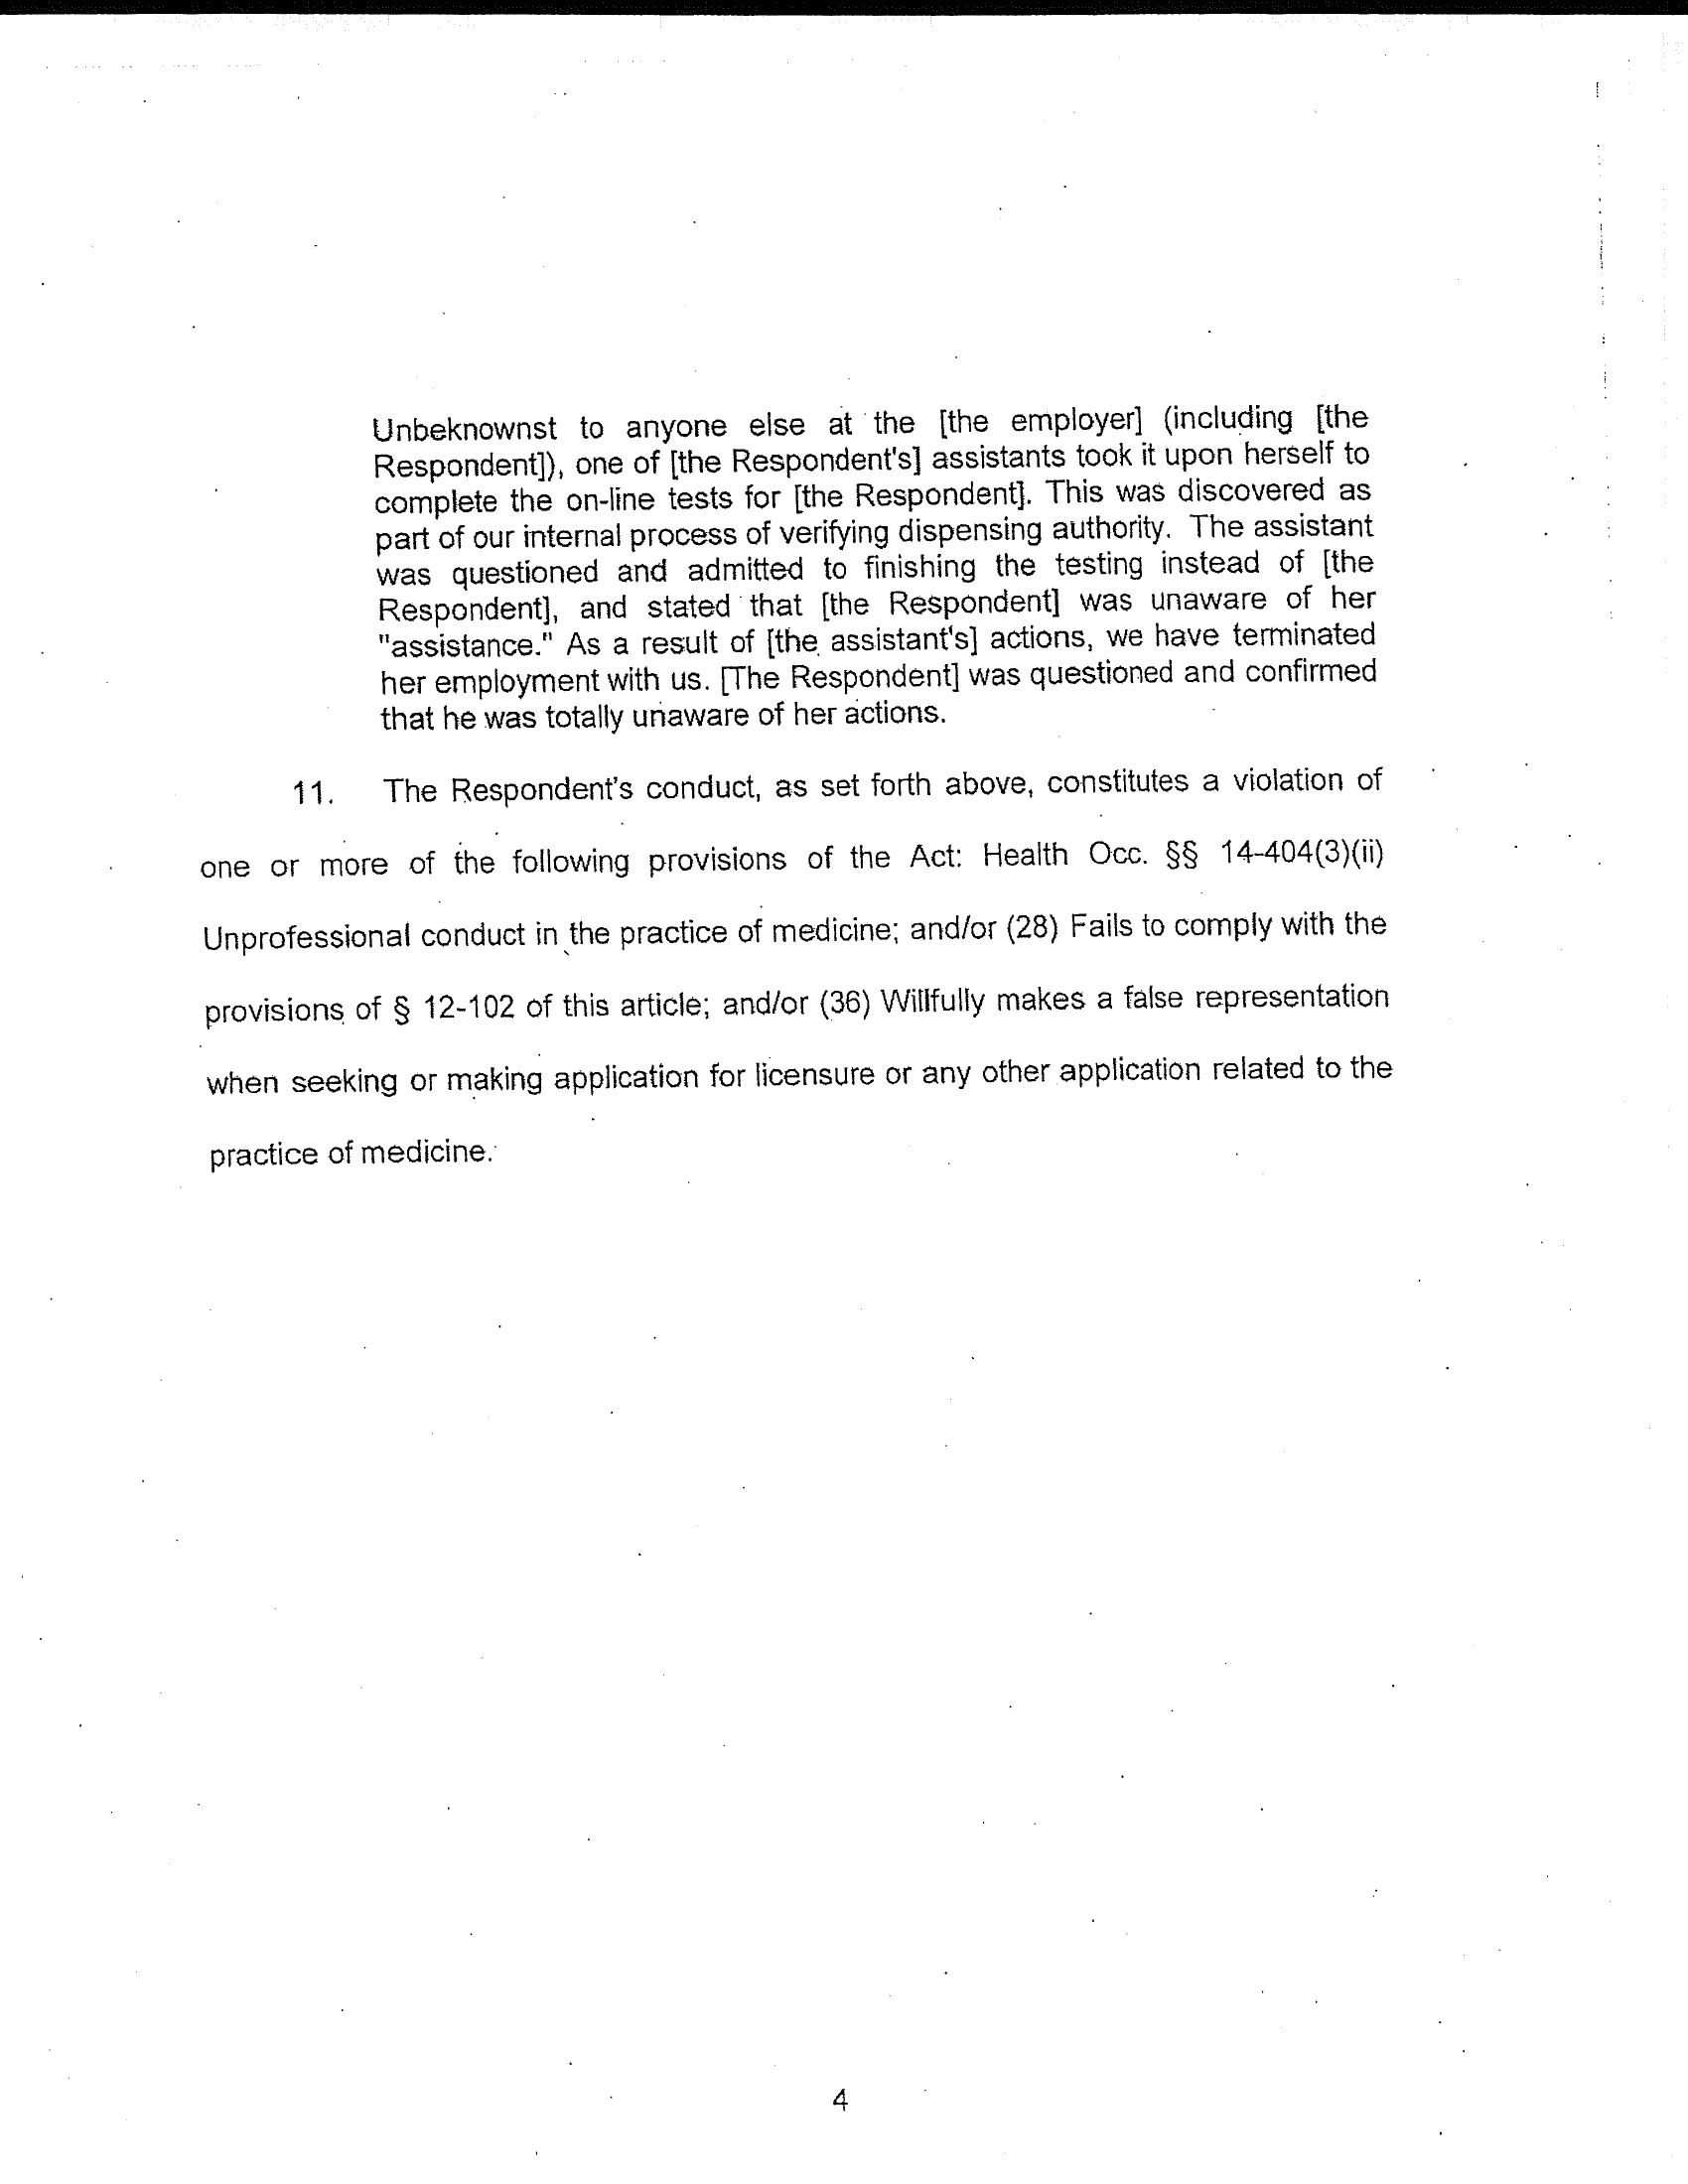 Unbeknownst to anyone else at the [the employer] (including [the
Respondent]), one of [the Respondent's] assistants took it upon herself to
complete the on-line tests for [the Respondent]. This was discovered as
part of our internal process of verifying dispensing authority. The assistant
was questioned and admitted to finishing the testing instead of [the
Respondent], and stated that [the Respondent] was unaware of her
"assistance." As a result of [the assistant's] actions, we have terminated
her employment with us. [The Respondent] was questioned and confirmed
that he was totally unaware of her actions.
11. The Respondent's conduct, as set forth above, constitutes a violation of
one or more of the following provisions of the Act: Health Occ. §§ 14-404(3)(ii)
Unprofessional conduct in the practice of medicine; and/or (28) Fails to comply with the
provisions of § 12-102 of this article; and/or (36) Willfully makes a false representation
when seeking or making application for licensure or any other application related to the
practice of medicine.
4